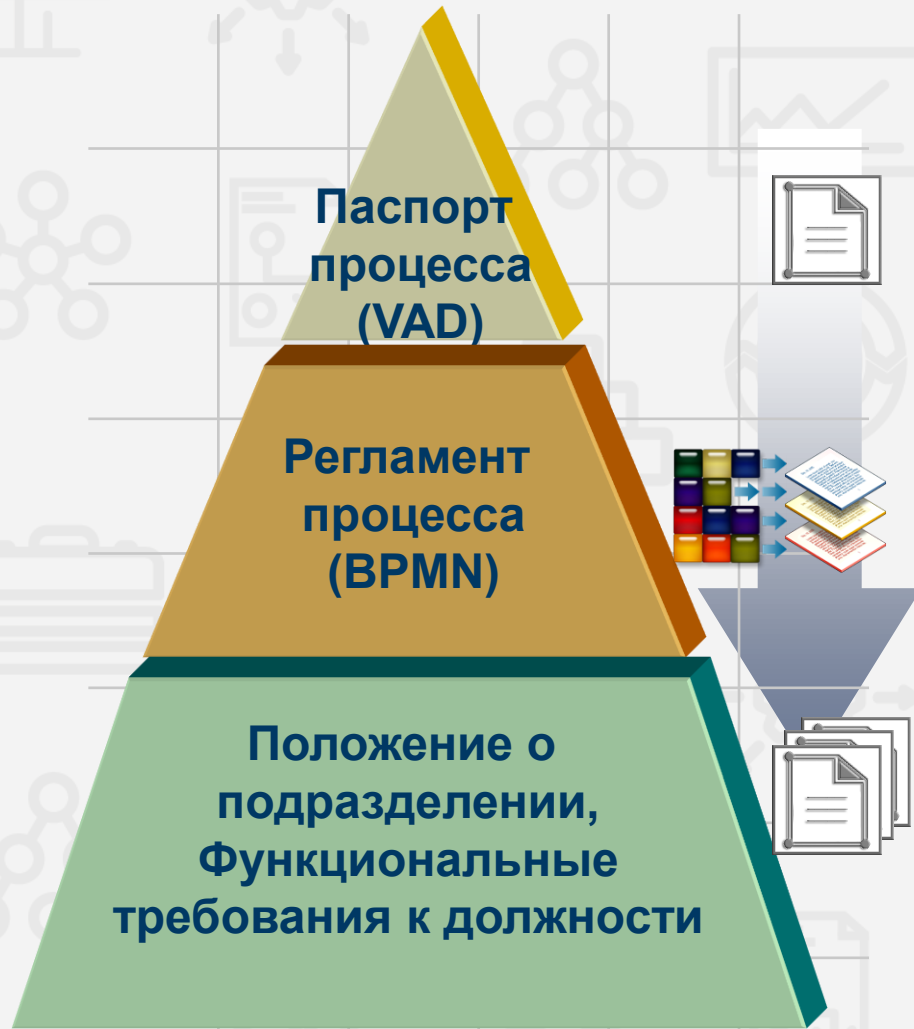 Паспорт
процесса
(VAD)
Регламент
процесса
(BPMN)
Положение о
подразделении,
Функциональные
требования к должности